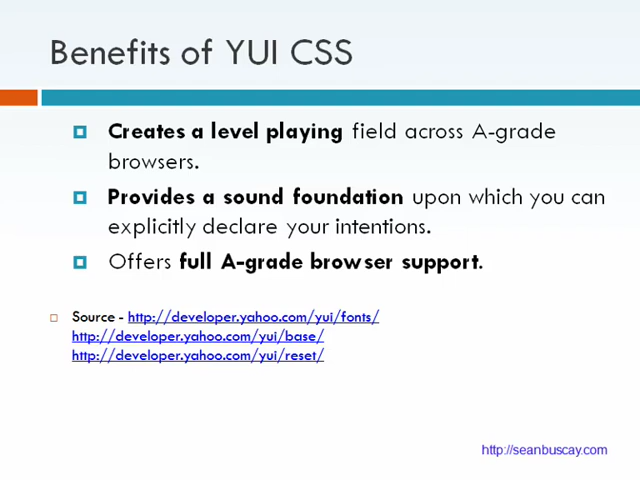 Benefits of YUI CSS
Creates a level playing field across A-grade
browsers.
Provides a sound foundation upon which you can
explicitly declare your intentions.
Offers full A-grade browser support.
Source - http://developer.yahoo.com/yui/fonts/
http://developer.yahoo.com/yui/base/
http://developer.yahoo.com/yui/reset/
http://seanbuscay.com